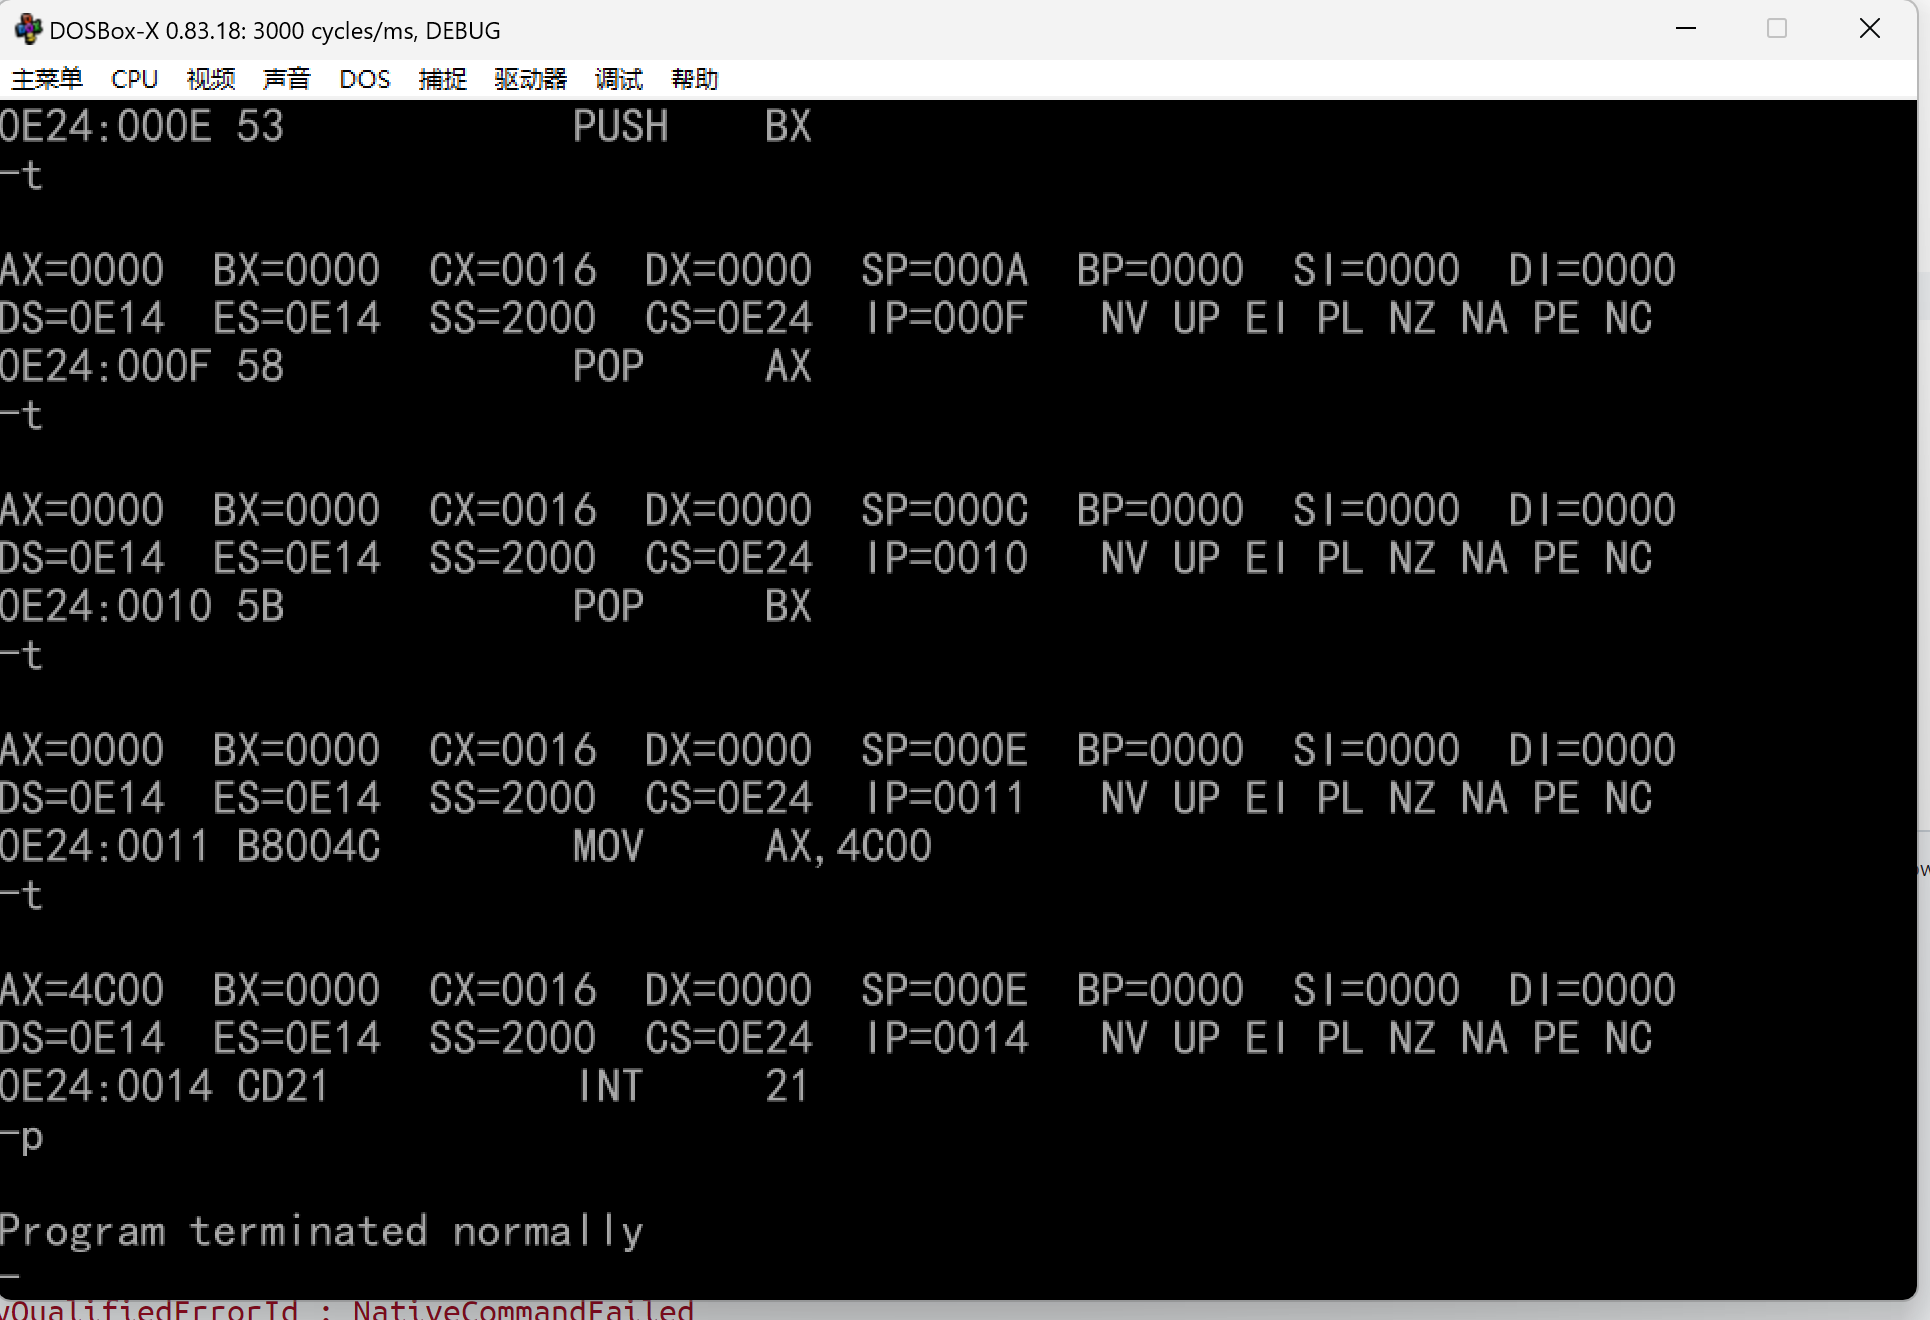 DOSBox-X 0.83.18: 3000 cycles/ms, DEBUG
主菜单 CPU 视频 声音 DOS 捕捉 驱动器 调试 帮助
0E24:000E 53 PUSH BX
-t
AX=0000 BX=0000 CX=0016 DX=0000 SP=000A BP=0000 SI=0000 DI=0000
DS=0E14 ES=0E14 SS=2000 CS=0E24 IP=000F NV UP EI PL NZ NA PE NC
0E24:000F 58 POP AX
-t
AX=0000 BX=0000 CX=0016 DX=0000 SP=000C BP=0000 SI=0000 DI=0000
DS=0E14 ES=0E14 SS=2000 CS=0E24 IP=0010 NV UP EI PL NZ NA PE NC
0E24:0010 5B POP BX
-t
AX=0000 BX=0000 CX=0016 DX=0000 SP=000E BP=0000 SI=0000 DI=0000
DS=0E14 ES=0E14 SS=2000 CS=0E24 IP=0011 NV UP EI PL NZ NA PE NC
0E24:0011 B8004C MOV AX,4C00
-t
AX=4C00 BX=0000 CX=0016 DX=0000 SP=000E BP=0000 SI=0000 DI=0000
DS=0E14 ES=0E14 SS=2000 CS=0E24 IP=0014 NV UP EI PL NZ NA PE NC
0E24:0014 CD21 INT 21
-p
Program terminated normally
-
yQualifiedErrorId : NativeCommandFailed